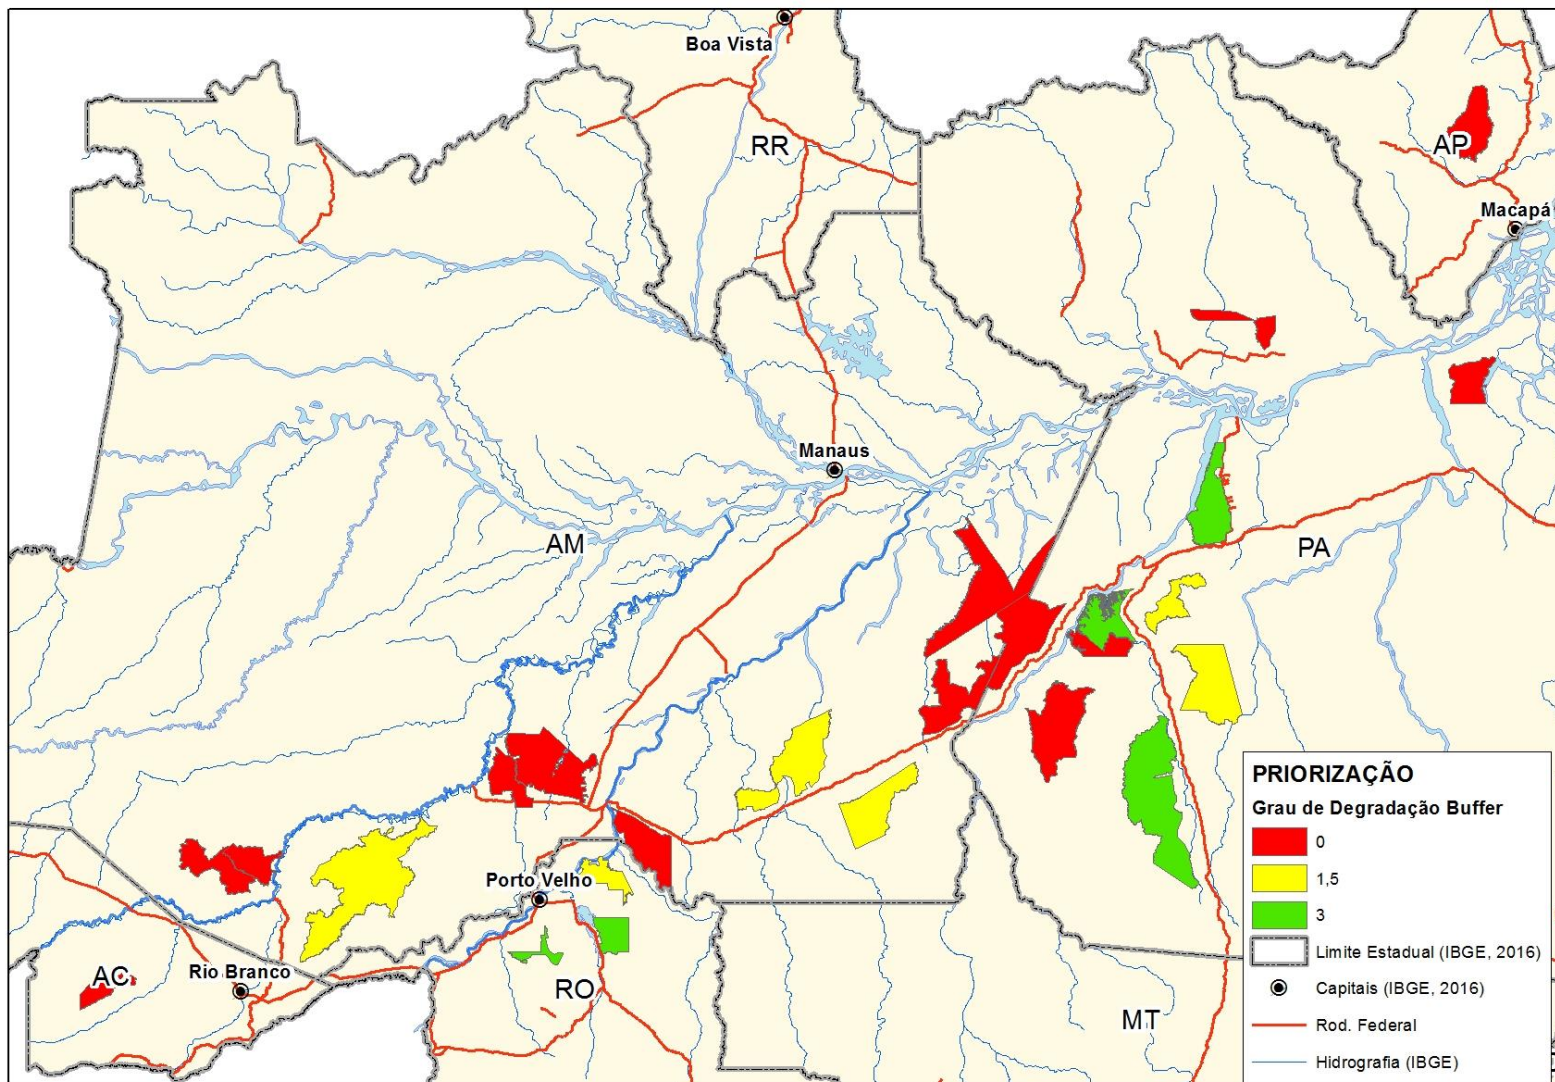 Boa Vista
RR
AP
Macapá
Manaus
AM
PA
Porto Velho
AC
Rio Branco
RO
MT
PRIORIZAÇÃO
Grau de Degradação Buffer
0
1,5
3
Limite Estadual (IBGE, 2016)
Capitais (IBGE, 2016)
Rod. Federal
Hidrografia (IBGE)